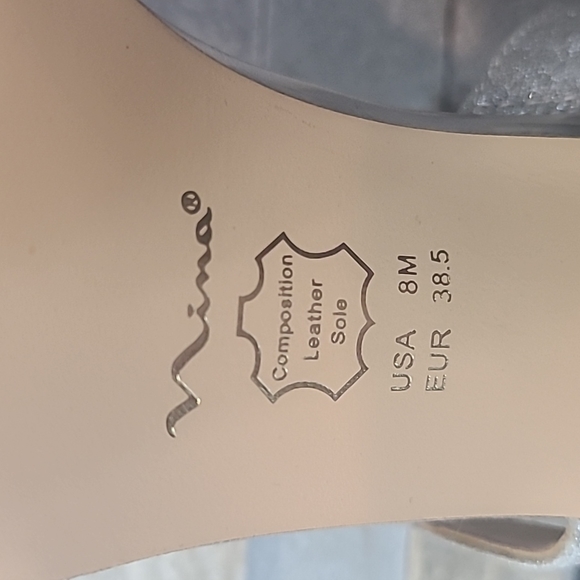 Nina®
Composition
Leather
Sole
USA 8M
EUR 38.5